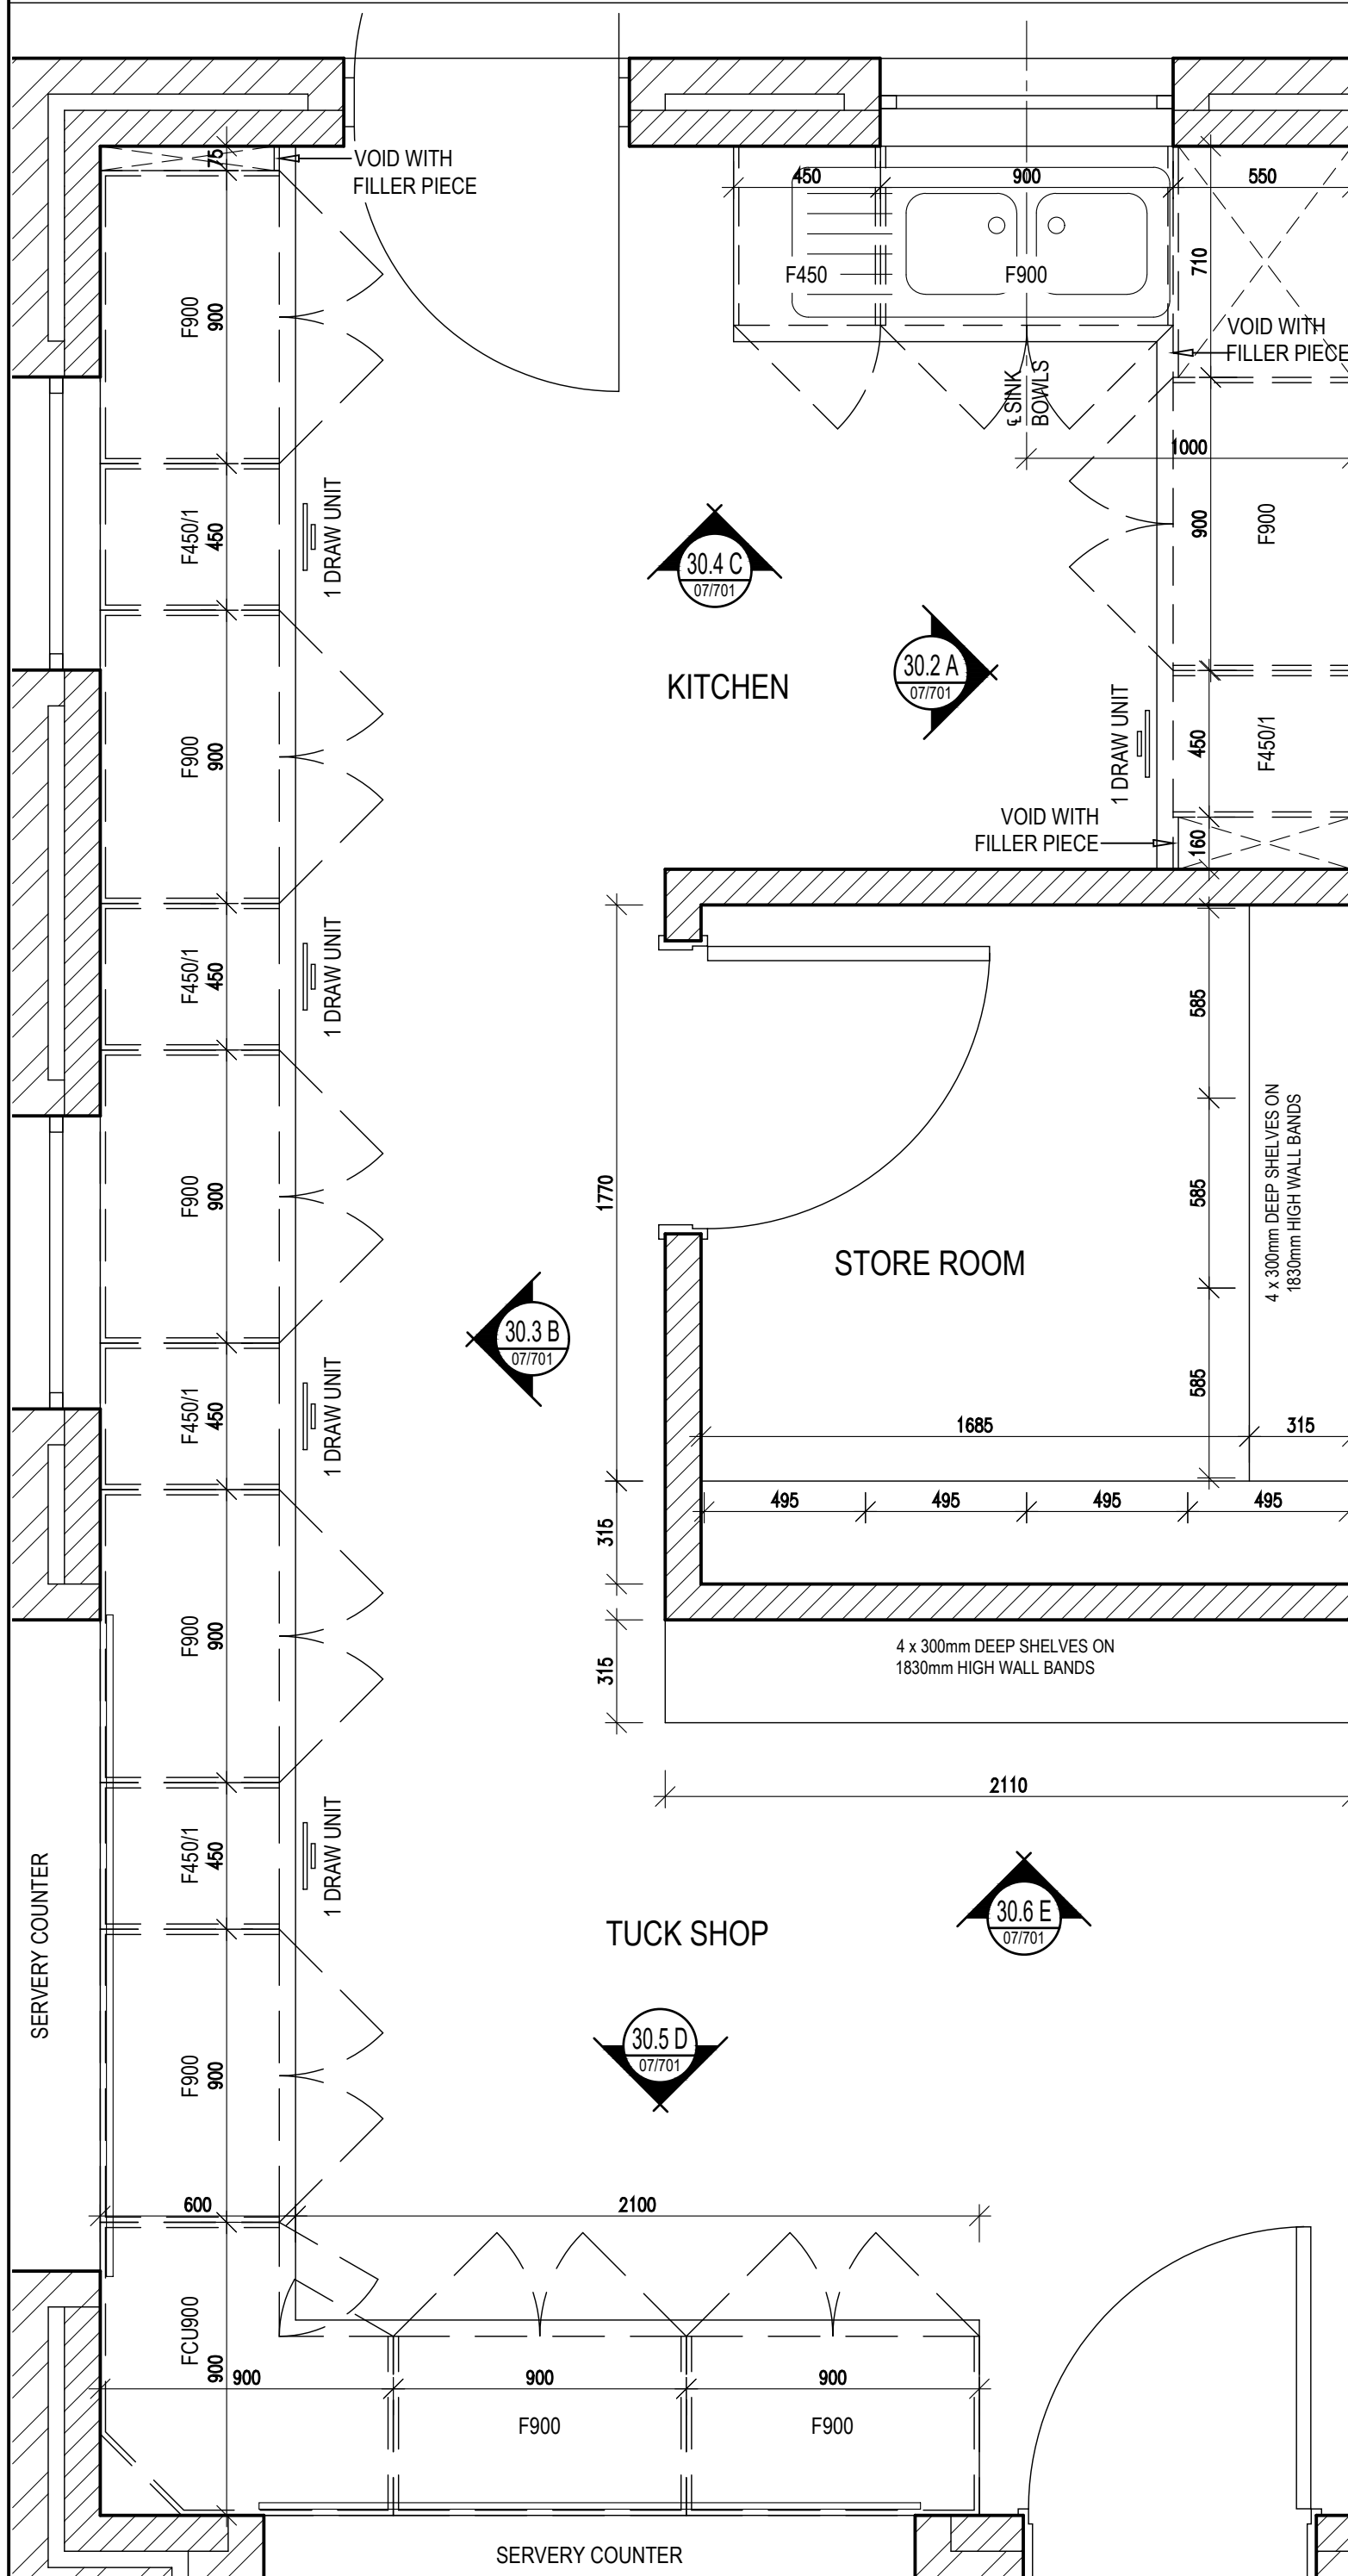 75
VOID WITH
FILLER PIECE
450
900
550
710
F450
F900
VOID WITH
FILLER PIECE
℄ SINK
BOWLS
1000
F900
900
F450/1
450
1 DRAW UNIT
30.4 C
07/701
900
F900
KITCHEN
30.2 A
07/701
1 DRAW UNIT
450
F450/1
F900
900
VOID WITH
FILLER PIECE
160
F450/1
450
1 DRAW UNIT
585
4 x 300mm DEEP SHELVES ON
1830mm HIGH WALL BANDS
F900
900
1770
585
STORE ROOM
30.3 B
07/701
F450/1
450
1 DRAW UNIT
585
1685
315
495
495
495
495
315
F900
900
315
4 x 300mm DEEP SHELVES ON
1830mm HIGH WALL BANDS
2110
F450/1
450
1 DRAW UNIT
SERVERY COUNTER
TUCK SHOP
30.6 E
07/701
30.5 D
07/701
F900
900
600
2100
FCU900
900
900
900
900
F900
F900
SERVERY COUNTER